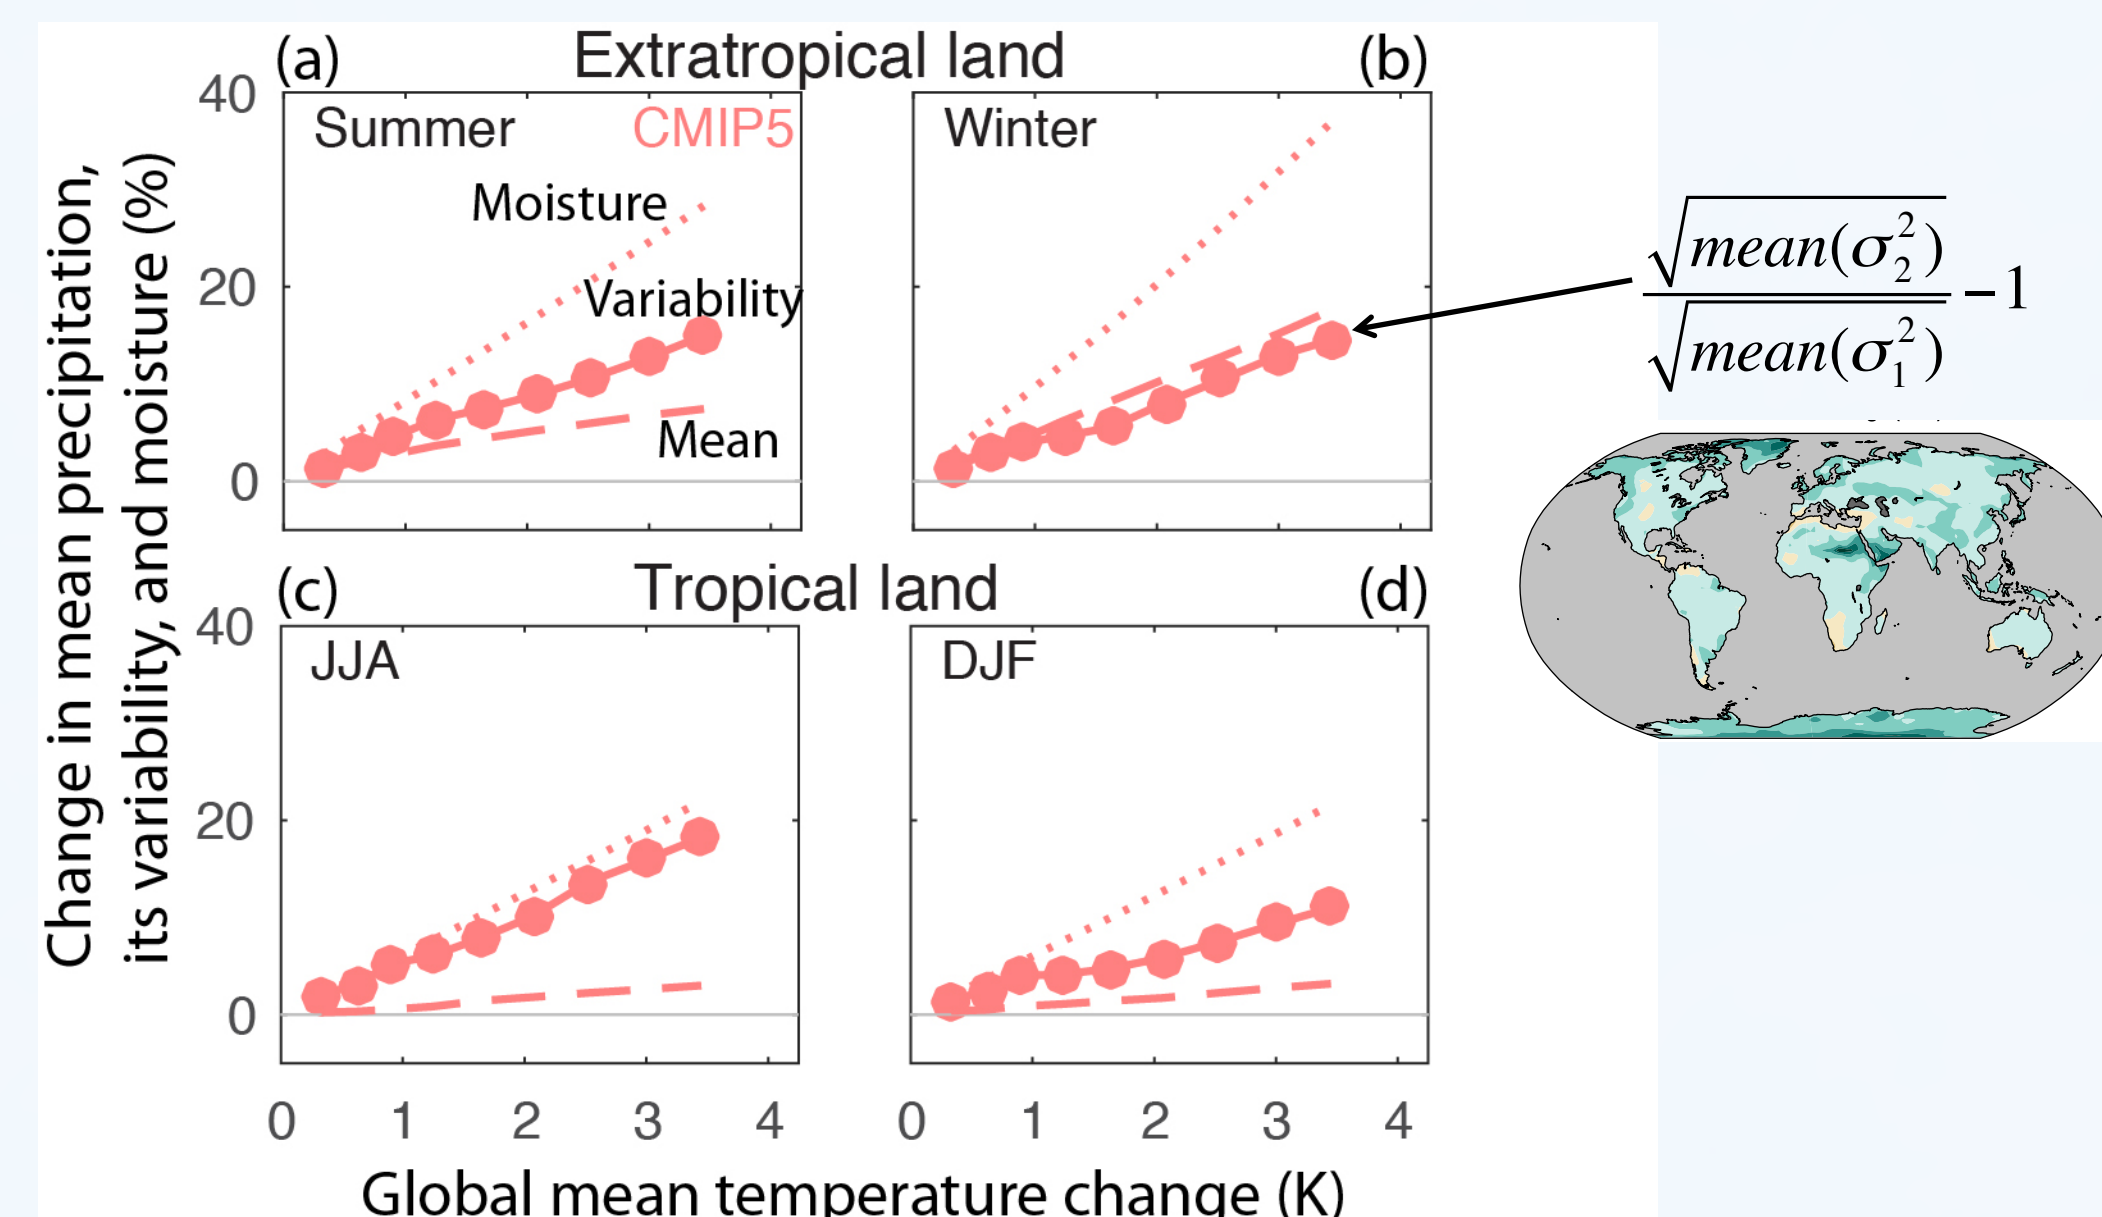 (a) Extratropical land (b)
Change in mean precipitation,
its variability, and moisture (%)
40
20
0
Summer CMIP5
Moisture
Variability
Mean
Winter
√mean(σ₂²)
√mean(σ₁²)
−1
(c) Tropical land (d)
40
20
0
JJA
DJF
0 1 2 3 4
0 1 2 3 4
Global mean temperature change (K)